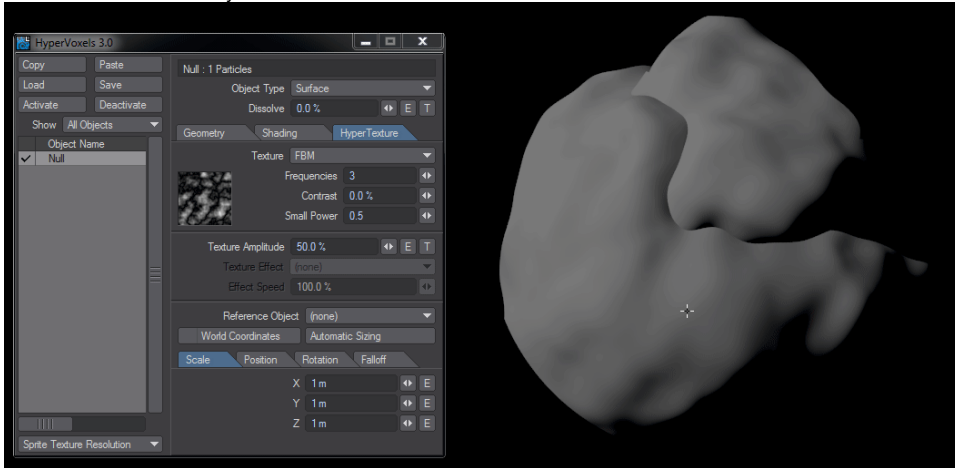 HyperVoxels 3.0
Copy Paste
Load Save
Activate Deactivate
Show All Objects
Object Name
Null
Sprite Texture Resolution
Null : 1 Particles
Object Type Surface
Dissolve 0.0 % E T
Geometry Shading HyperTexture
Texture FBM
Frequencies 3
Contrast 0.0 %
Small Power 0.5
Texture Amplitude 50.0 % E T
Texture Effect (none)
Effect Speed 100.0 %
Reference Object (none)
World Coordinates Automatic Sizing
Scale Position Rotation Falloff
X 1 m E
Y 1 m E
Z 1 m E